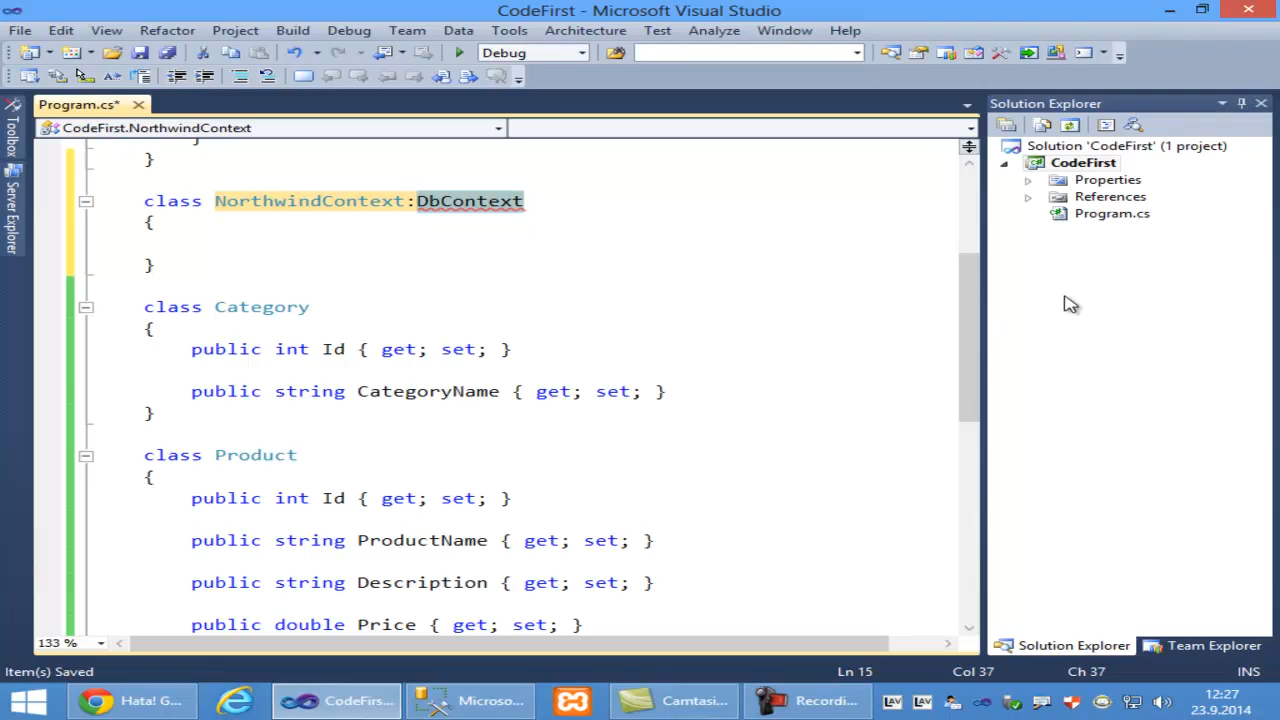 CodeFirst - Microsoft Visual Studio
File Edit View Refactor Project Build Debug Team Data Tools Architecture Test Analyze Window Help
Debug
Program.cs*
CodeFirst.NorthwindContext
}
class NorthwindContext:DbContext
{
}
class Category
{
public int Id { get; set; }
public string CategoryName { get; set; }
}
class Product
{
public int Id { get; set; }
public string ProductName { get; set; }
public string Description { get; set; }
public double Price { get; set; }
133 %
Toolbox
Server Explorer
Solution Explorer
Solution 'CodeFirst' (1 project)
CodeFirst
Properties
References
Program.cs
Solution Explorer Team Explorer
Item(s) Saved Ln 15 Col 37 Ch 37 INS
Hata! G... CodeFirs... Microso... Camtasi... Recordi... LAV LAV
12:27
23.9.2014